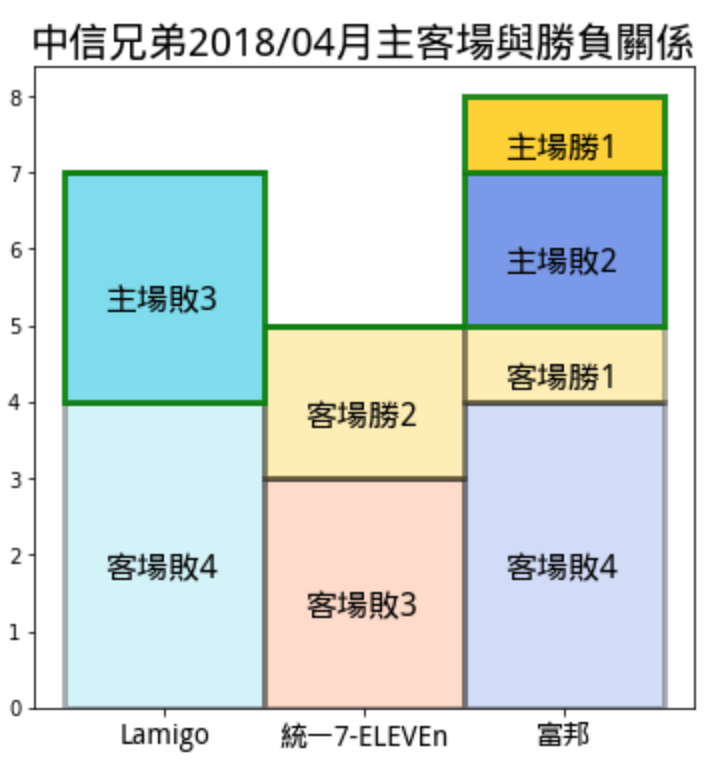 中信兄弟2018/04月主客場與勝負關係
8
7
6
5
4
3
2
1
0
主場勝1
主場敗2
主場敗3
客場勝1
客場勝2
客場敗4
客場敗4
客場敗3
Lamigo
統一7-ELEVEn
富邦